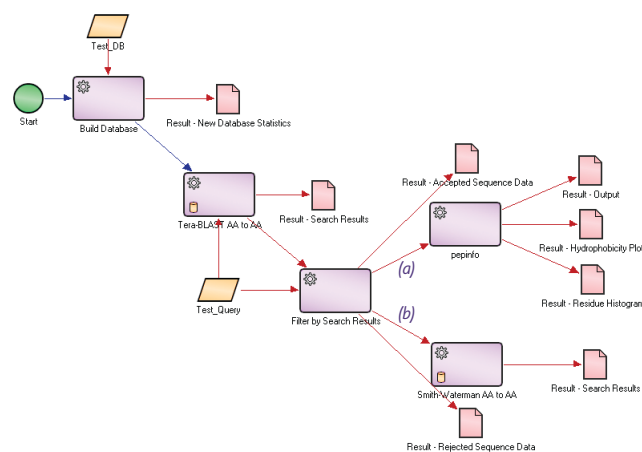 Test_DB
Start
Build Database
Result - New Database Statistics
Result - Accepted Sequence Data
Result - Output
Tera-BLAST AA to AA
Result - Search Results
pepinfo
Result - Hydrophobicity Plot
(a)
Result - Residue Histogram
Test_Query
Filter by Search Results
(b)
Smith-Waterman AA to AA
Result - Search Results
Result - Rejected Sequence Data